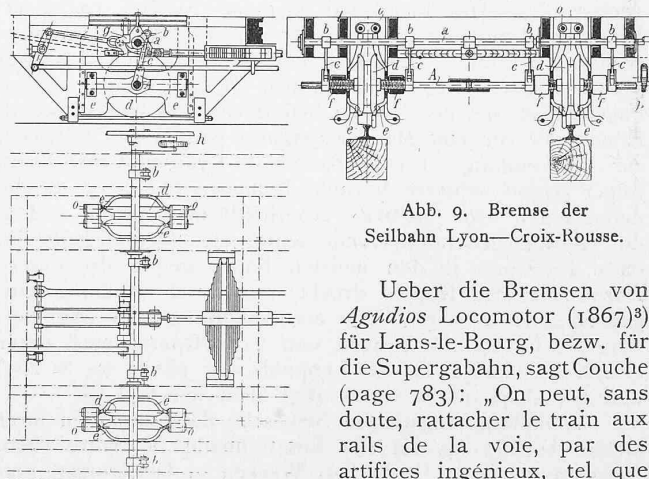 Abb. 9. Bremse der
Seilbahn Lyon—Croix-Rousse.
Ueber die Bremsen von
Agudios Locomotor (1867)³)
für Lans-le-Bourg, bezw. für
die Supergabahn, sagt Couche
(page 783): „On peut, sans
doute, rattacher le train aux
rails de la voie, par des
artifices ingénieux, tel que